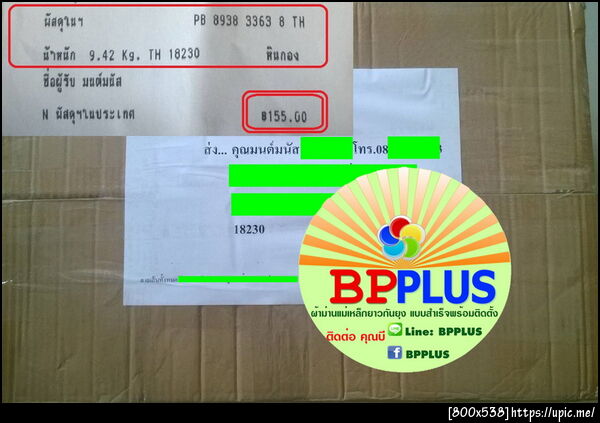 พัสดุในฯ PB 8938 3363 8 TH
น้ำหนัก 9.42 Kg. TH 18230 หินกอง
ชื่อผู้รับ มนต์มนัส
N พัสดุฯในประเทศ ฿155.00
ส่ง... คุณมนต์มนัส โทร.08 3
18230
BPPLUS
ผ้าม่านแม่เหล็กยาวกันยุง แบบสำเร็จพร้อมติดตั้ง
ติดต่อ คุณบี Line: BPPLUS
BPPLUS
[800x538]https://upic.me/